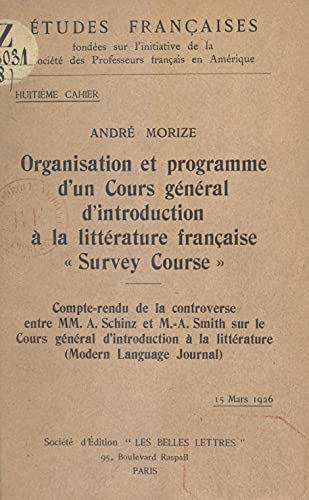 Z
8031
(8)
ÉTUDES FRANÇAISES
fondées sur l'initiative de la
Société des Professeurs français en Amérique
HUITIÈME CAHIER
ANDRÉ MORIZE
Organisation et programme
d'un Cours général
d'introduction
à la littérature française
« Survey Course »
Compte-rendu de la controverse
entre MM. A. Schinz et M.-A. Smith sur le
Cours général d'introduction à la littérature
(Modern Language Journal)
15 Mars 1926
Société d'Édition " LES BELLES LETTRES "
95, Boulevard Raspail
PARIS